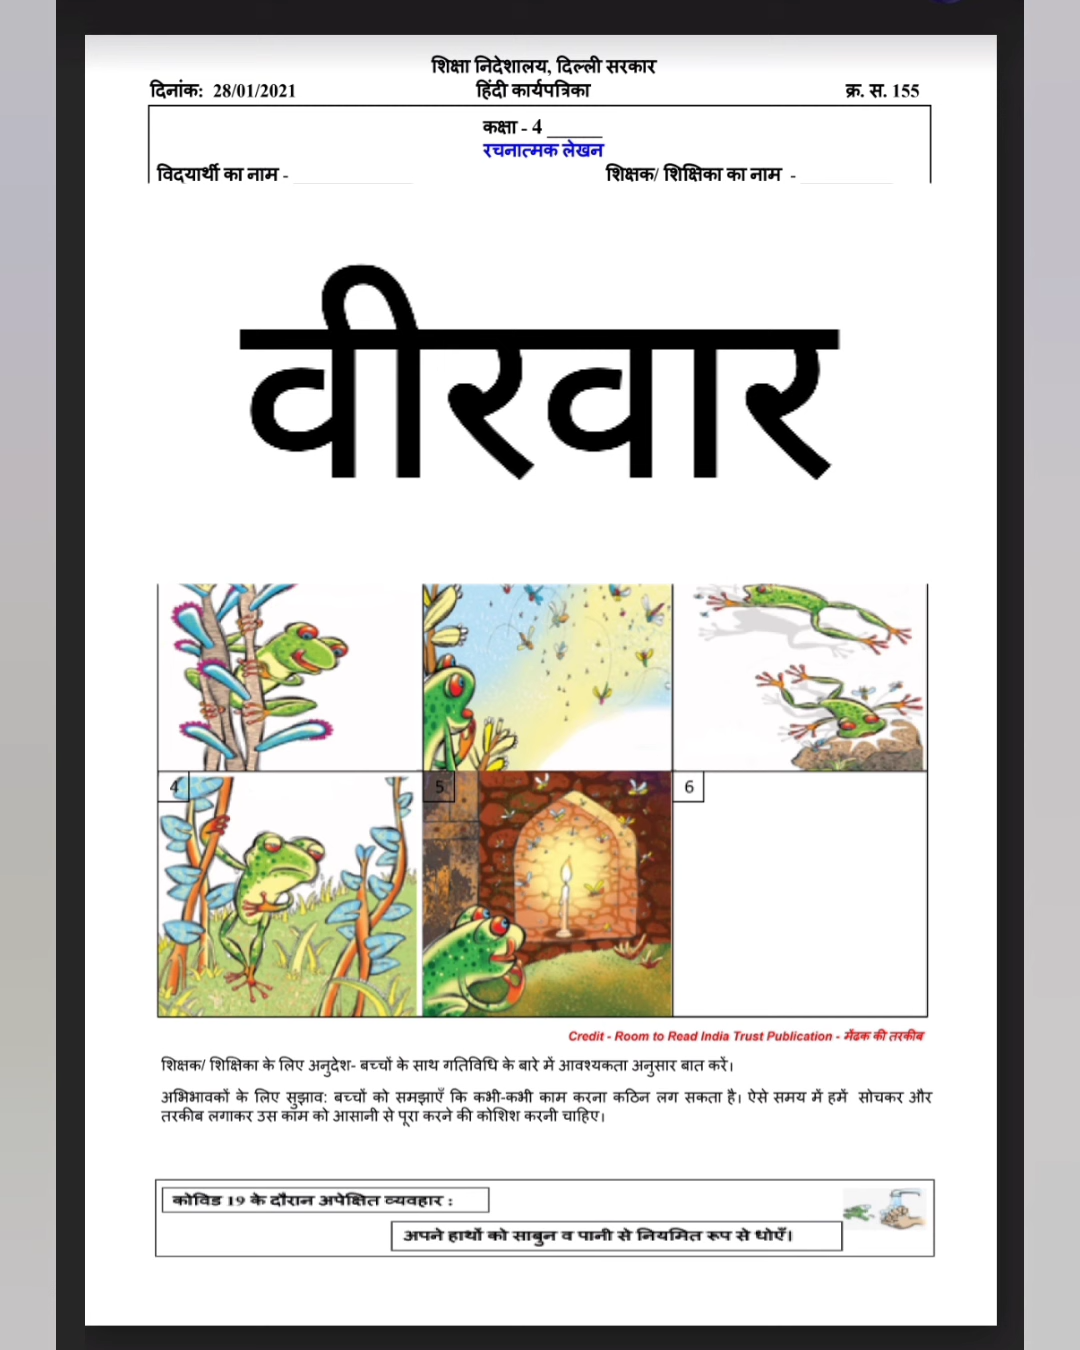 शिक्षा निदेशालय, दिल्ली सरकार
दिनांक: 28/01/2021 हिंदी कार्यपत्रिका क्र. स. 155
कक्षा - 4 ______
रचनात्मक लेखन
विद्यार्थी का नाम - ____________ शिक्षक/ शिक्षिका का नाम - _________
वीरवार
4 5 6
Credit - Room to Read India Trust Publication - मेंढक की तरकीब
शिक्षक/ शिक्षिका के लिए अनुदेश- बच्चों के साथ गतिविधि के बारे में आवश्यकता अनुसार बात करें।
अभिभावकों के लिए सुझाव: बच्चों को समझाएँ कि कभी-कभी काम करना कठिन लग सकता है। ऐसे समय में हमें सोचकर और
तरकीब लगाकर उस काम को आसानी से पूरा करने की कोशिश करनी चाहिए।
कोविड 19 के दौरान अपेक्षित व्यवहार :
अपने हाथों को साबुन व पानी से नियमित रूप से धोएँ।